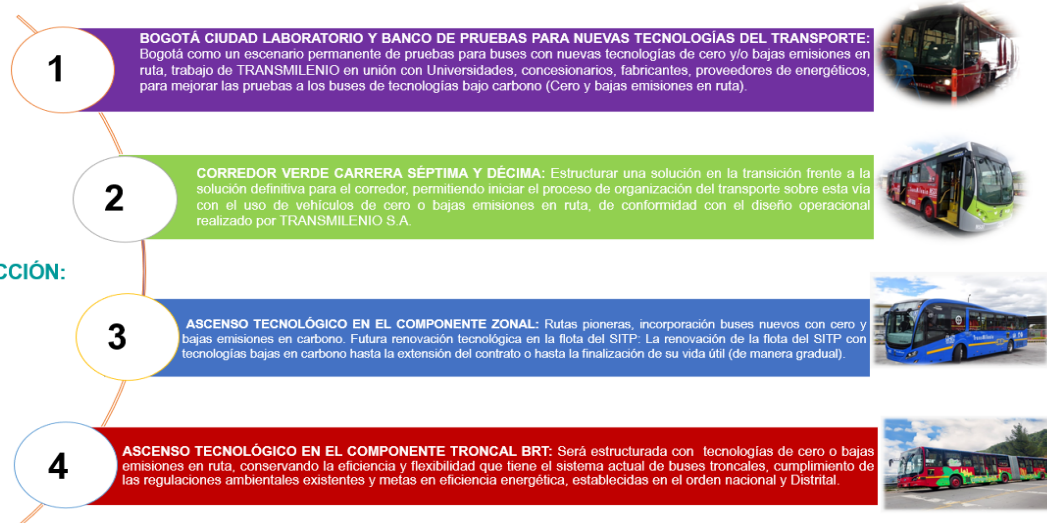 1
BOGOTÁ CIUDAD LABORATORIO Y BANCO DE PRUEBAS PARA NUEVAS TECNOLOGÍAS DEL TRANSPORTE:
Bogotá como un escenario permanente de pruebas para buses con nuevas tecnologías de cero y/o bajas emisiones en
ruta, trabajo de TRANSMILENIO en unión con Universidades, concesionarios, fabricantes, proveedores de energéticos,
para mejorar las pruebas a los buses de tecnologías bajo carbono (Cero y bajas emisiones en ruta).
2
CORREDOR VERDE CARRERA SÉPTIMA Y DÉCIMA: Estructurar una solución en la transición frente a la
solución definitiva para el corredor, permitiendo iniciar el proceso de organización del transporte sobre esta vía
con el uso de vehículos de cero o bajas emisiones en ruta, de conformidad con el diseño operacional
realizado por TRANSMILENIO S.A.
CCIÓN:
3
ASCENSO TECNOLÓGICO EN EL COMPONENTE ZONAL: Rutas pioneras, incorporación buses nuevos con cero y
bajas emisiones en carbono. Futura renovación tecnológica en la flota del SITP: La renovación de la flota del SITP con
tecnologías bajas en carbono hasta la extensión del contrato o hasta la finalización de su vida útil (de manera gradual).
4
ASCENSO TECNOLÓGICO EN EL COMPONENTE TRONCAL BRT: Será estructurada con tecnologías de cero o bajas
emisiones en ruta, conservando la eficiencia y flexibilidad que tiene el sistema actual de buses troncales, cumplimiento de
las regulaciones ambientales existentes y metas en eficiencia energética, establecidas en el orden nacional y Distrital.